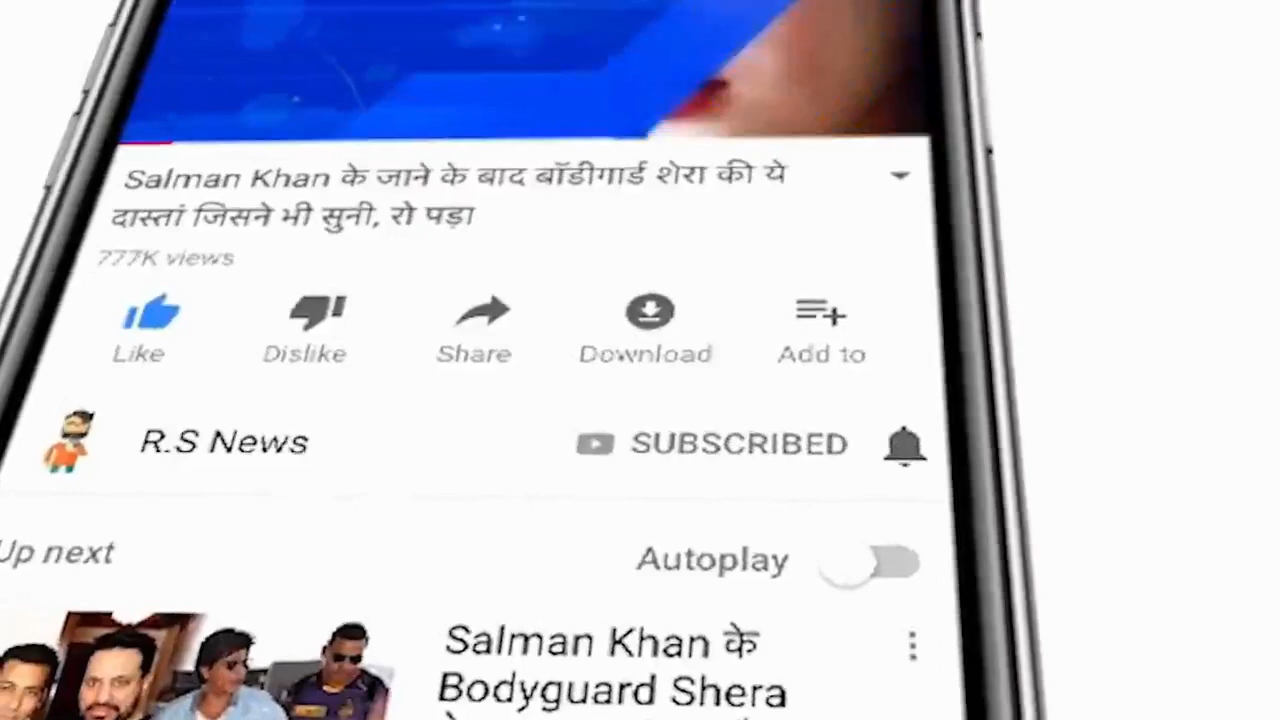 Salman Khan के जाने के बाद बॉडीगार्ड शेरा की ये
दास्तां जिसने भी सुनी, रो पड़ा
777K views
Like Dislike Share Download Add to
R.S News SUBSCRIBED
Up next Autoplay
Salman Khan के
Bodyguard Shera